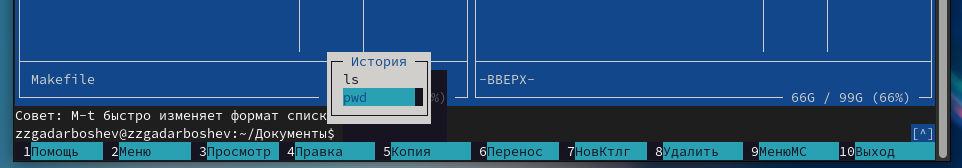 История
ls
pwd
Makefile
-ВВЕРХ-
%)
66G / 99G (66%)
Совет: M-t быстро изменяет формат списк
zzgadarboshev@zzgadarboshev:~/Документы$
[^]
1Помощь 2Меню 3Просмотр 4Правка 5Копия 6Перенос 7НовКтлг 8Удалить 9МенюМС 10Выход